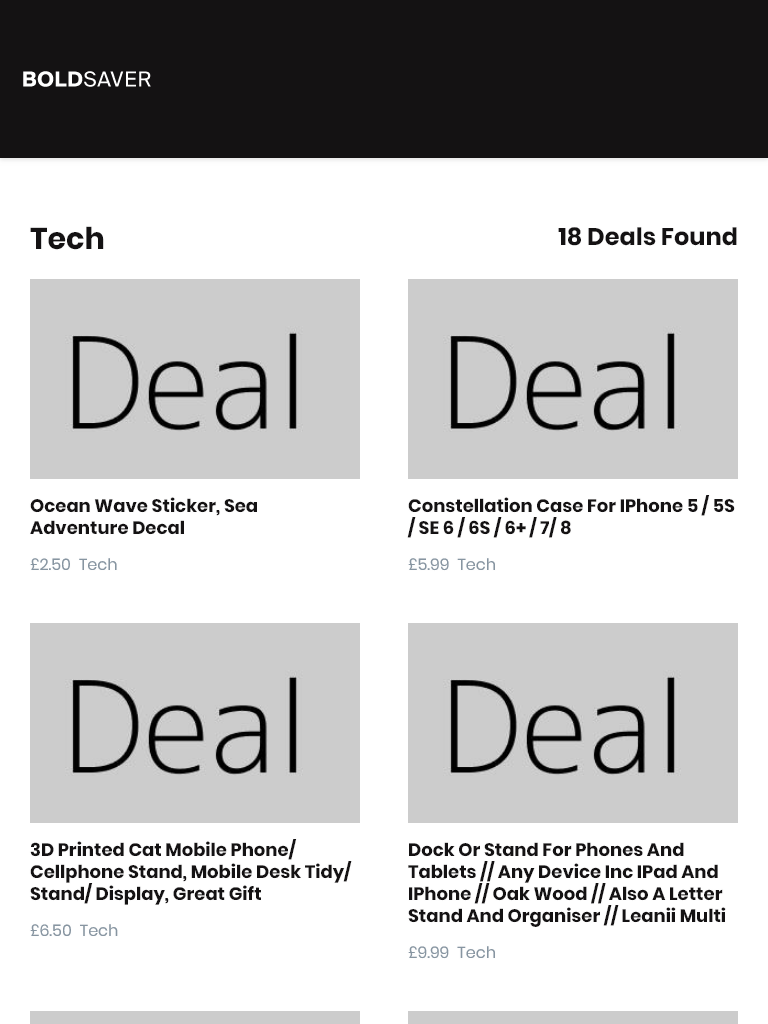 BOLDSAVER
Tech
18 Deals Found
Deal
Deal
Ocean Wave Sticker, Sea
Adventure Decal
£2.50 Tech
Constellation Case For IPhone 5 / 5S
/ SE 6 / 6S / 6+ / 7/ 8
£5.99 Tech
Deal
Deal
3D Printed Cat Mobile Phone/
Cellphone Stand, Mobile Desk Tidy/
Stand/ Display, Great Gift
£6.50 Tech
Dock Or Stand For Phones And
Tablets // Any Device Inc IPad And
IPhone // Oak Wood // Also A Letter
Stand And Organiser // Leanii Multi
£9.99 Tech